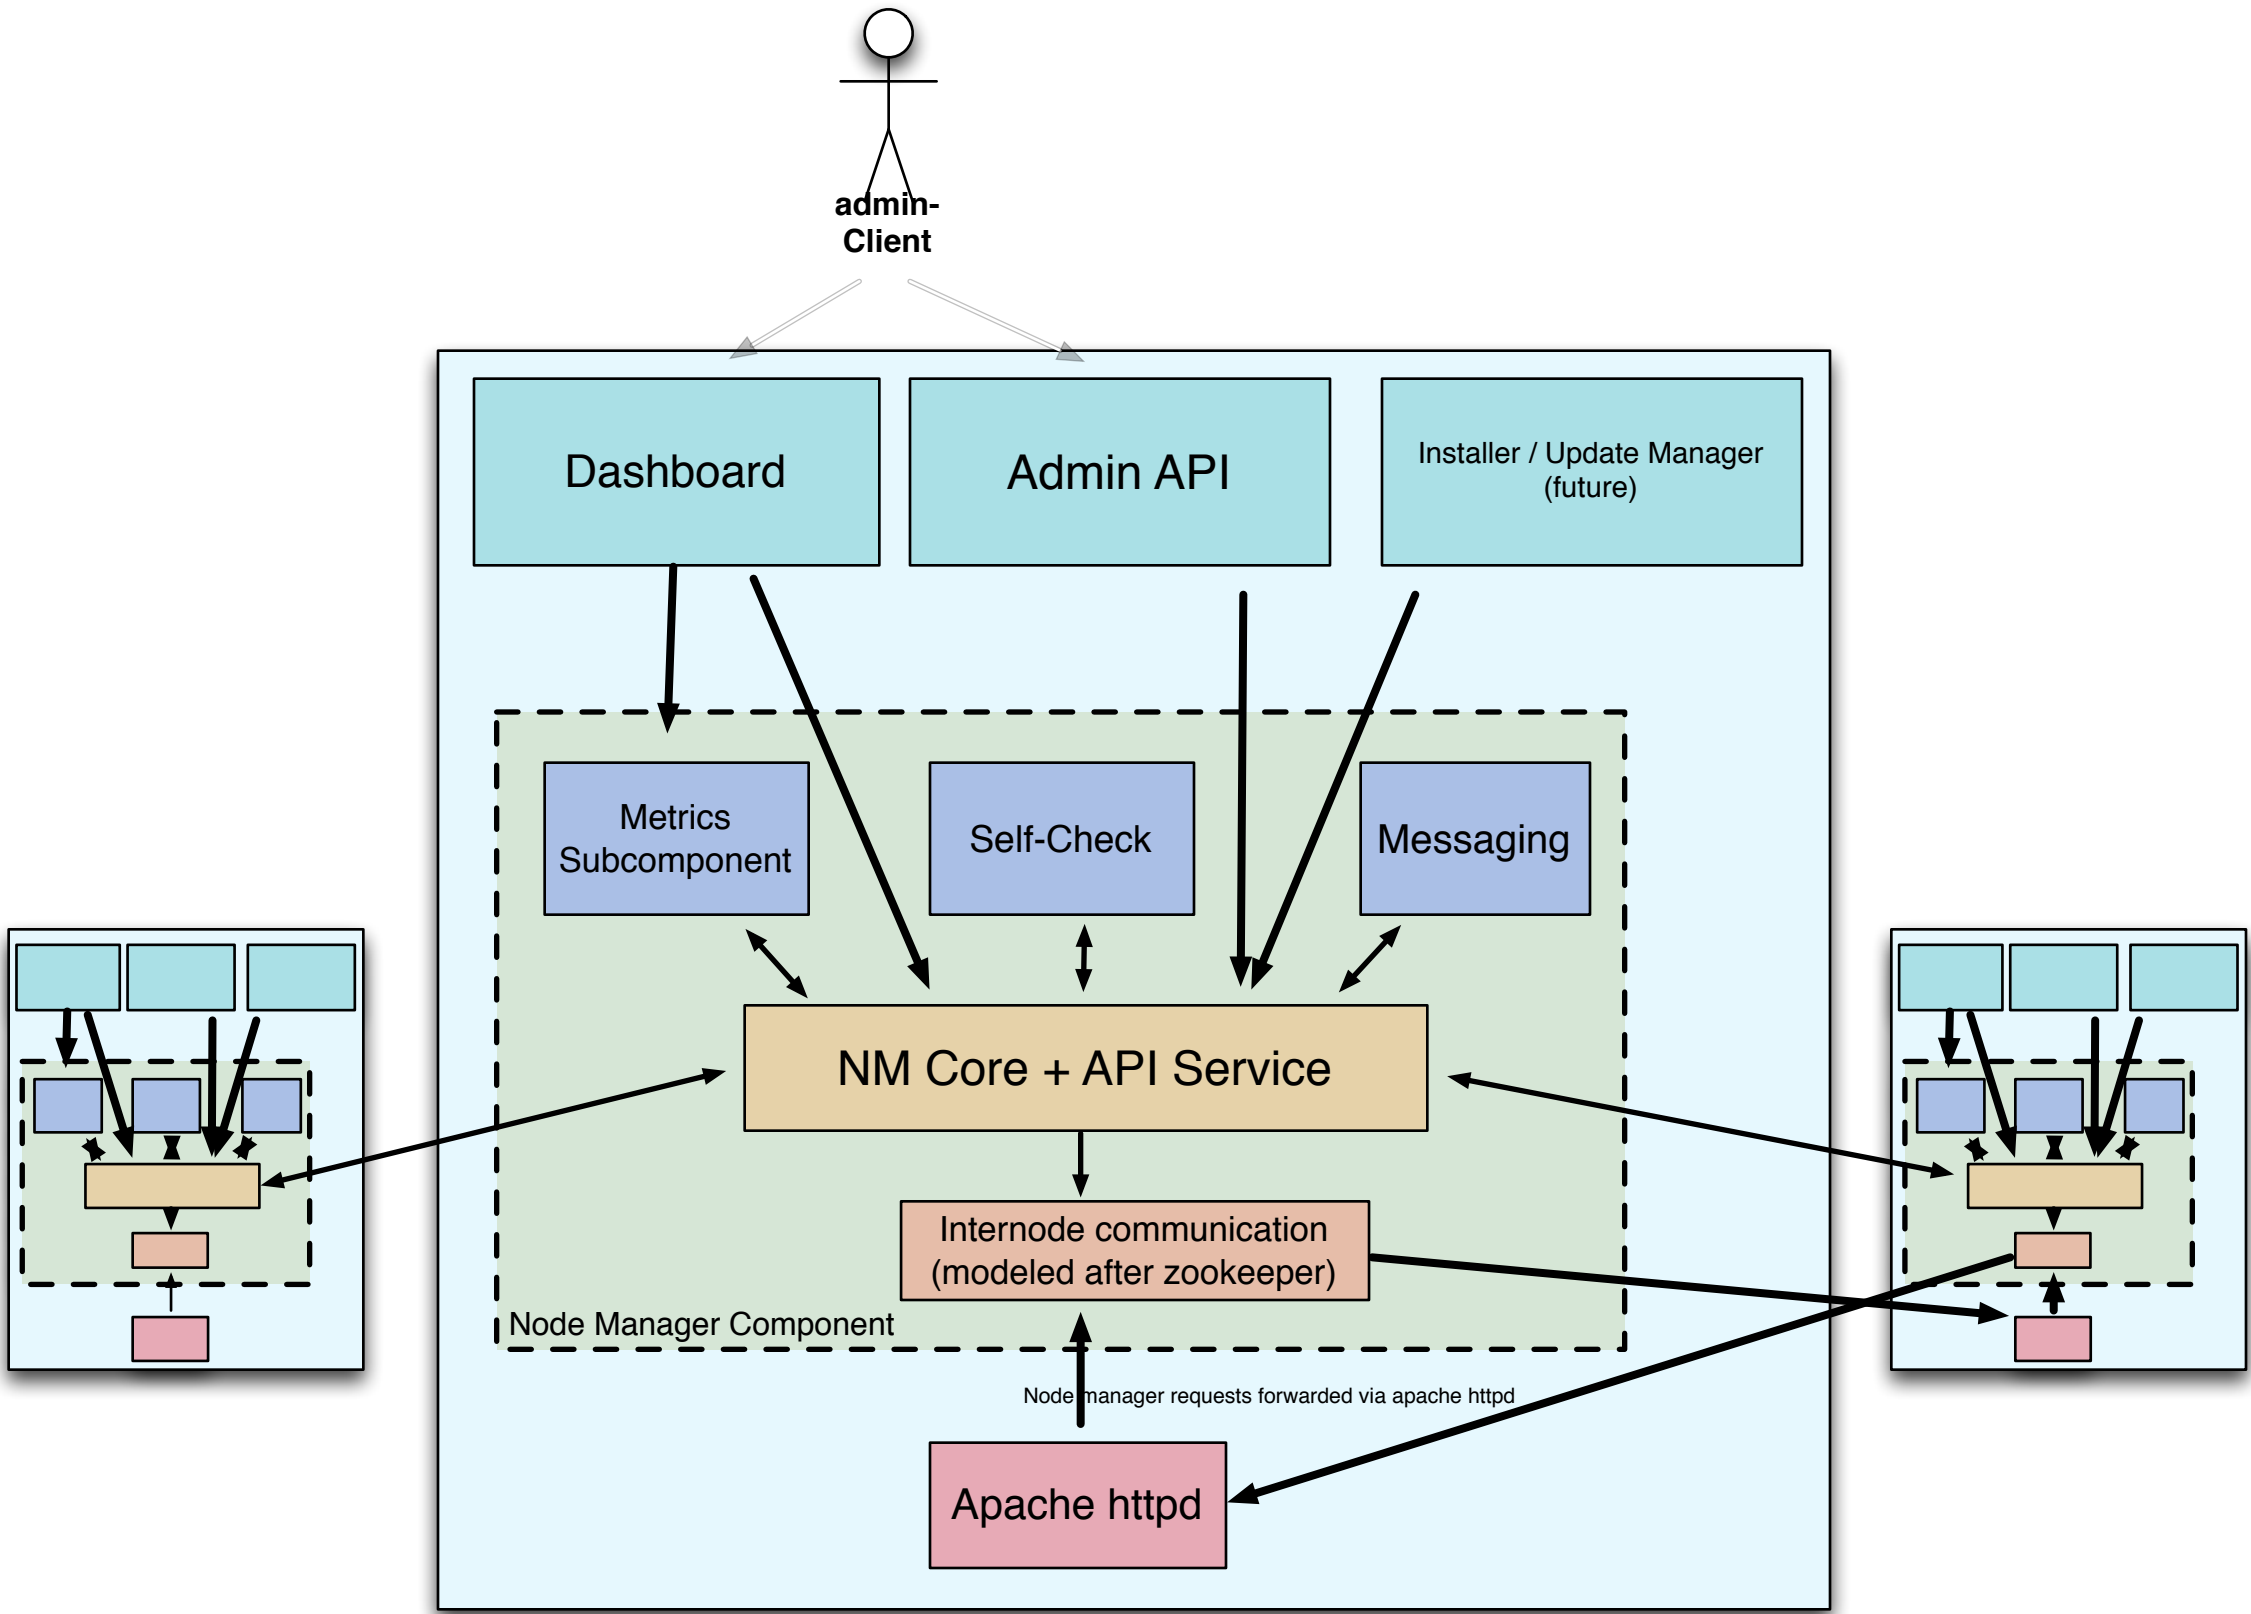 admin-
Client
Dashboard
Admin API
Installer / Update Manager
(future)
Metrics
Subcomponent
Self-Check
Messaging
NM Core + API Service
Internode communication
(modeled after zookeeper)
Node Manager Component
Node manager requests forwarded via apache httpd
Apache httpd